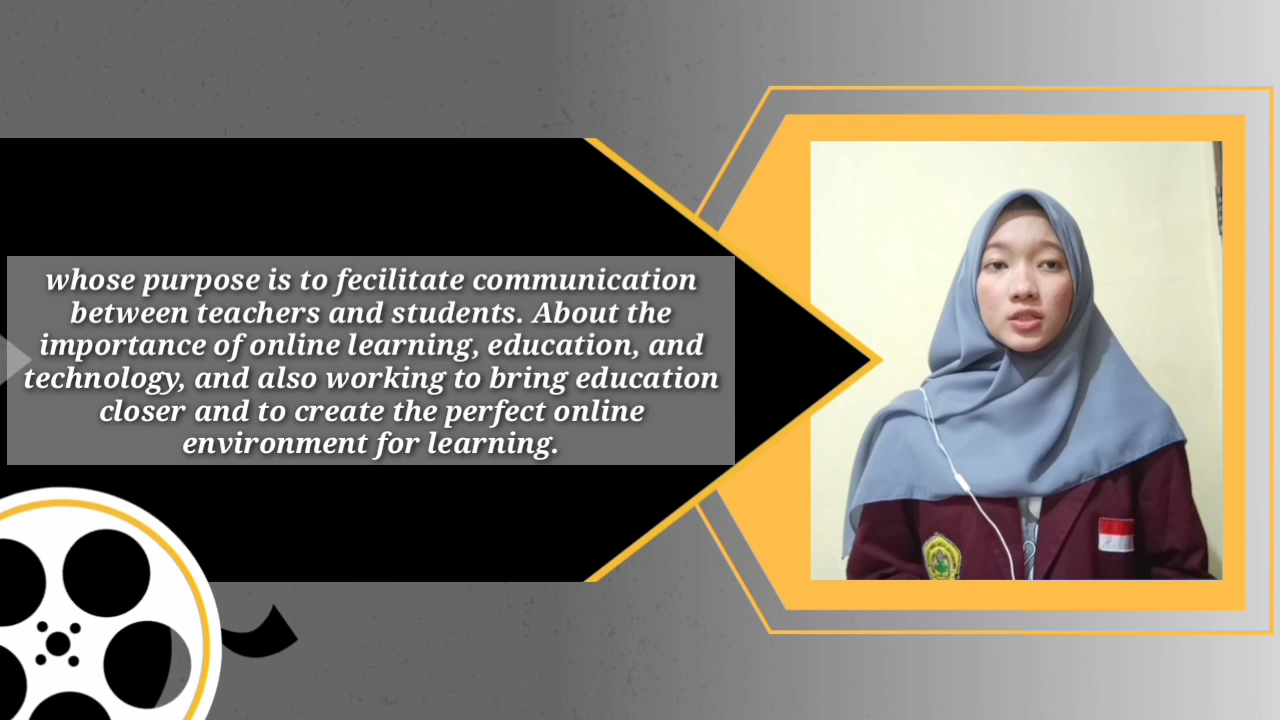 whose purpose is to fecilitate communication
between teachers and students. About the
importance of online learning, education, and
technology, and also working to bring education
closer and to create the perfect online
environment for learning.